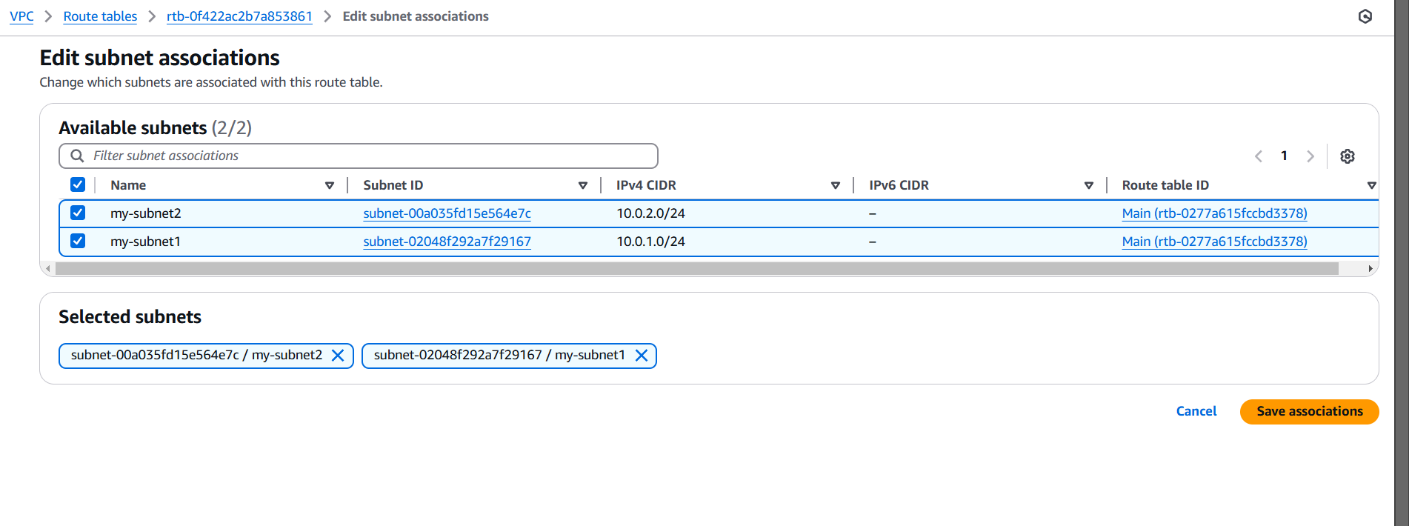 VPC > Route tables > rtb-0f422ac2b7a853861 > Edit subnet associations
Edit subnet associations
Change which subnets are associated with this route table.
Available subnets (2/2)
Filter subnet associations
1
Name Subnet ID IPv4 CIDR IPv6 CIDR Route table ID
my-subnet2 subnet-00a035fd15e564e7c 10.0.2.0/24 – Main (rtb-0277a615fccbd3378)
my-subnet1 subnet-02048f292a7f29167 10.0.1.0/24 – Main (rtb-0277a615fccbd3378)
Selected subnets
subnet-00a035fd15e564e7c / my-subnet2 subnet-02048f292a7f29167 / my-subnet1
Cancel Save associations